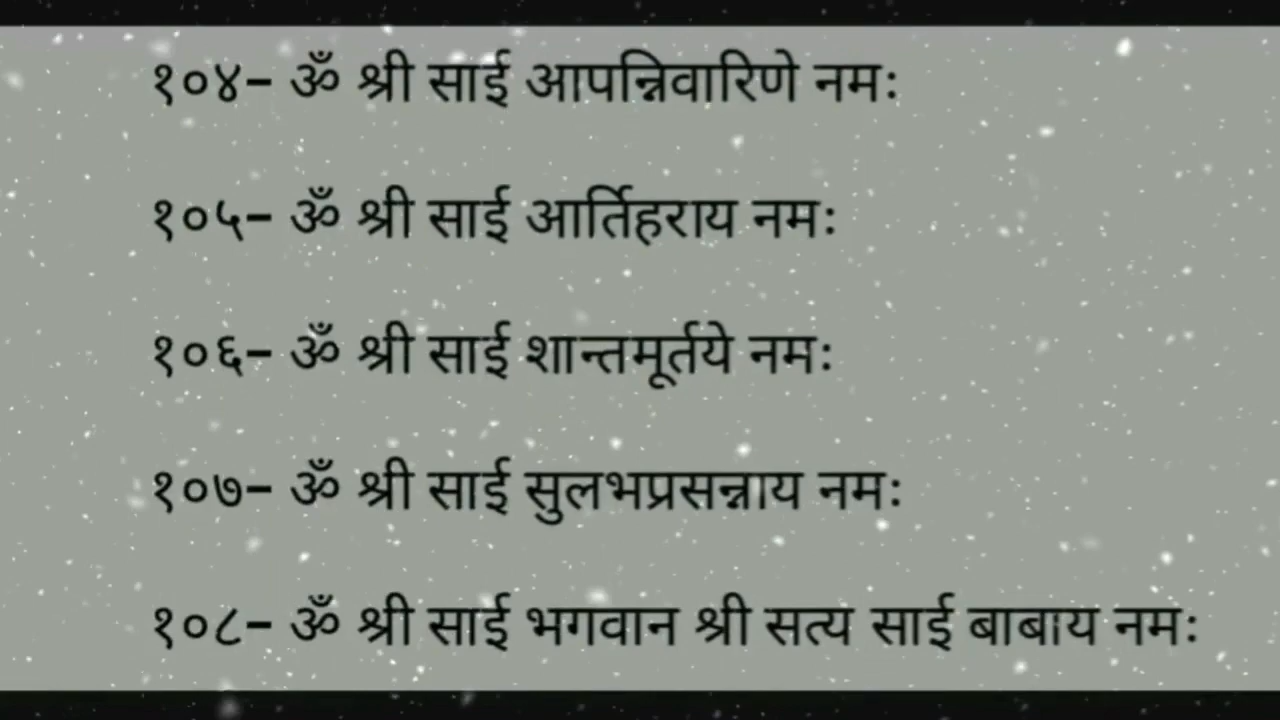 १०४– ॐ श्री साई आपन्निवारिणे नमः
१०५– ॐ श्री साई आर्तिहराय नमः
१०६– ॐ श्री साई शान्तमूर्तये नमः
१०७– ॐ श्री साई सुलभप्रसन्नाय नमः
१०८– ॐ श्री साई भगवान श्री सत्य साई बाबाय नमः